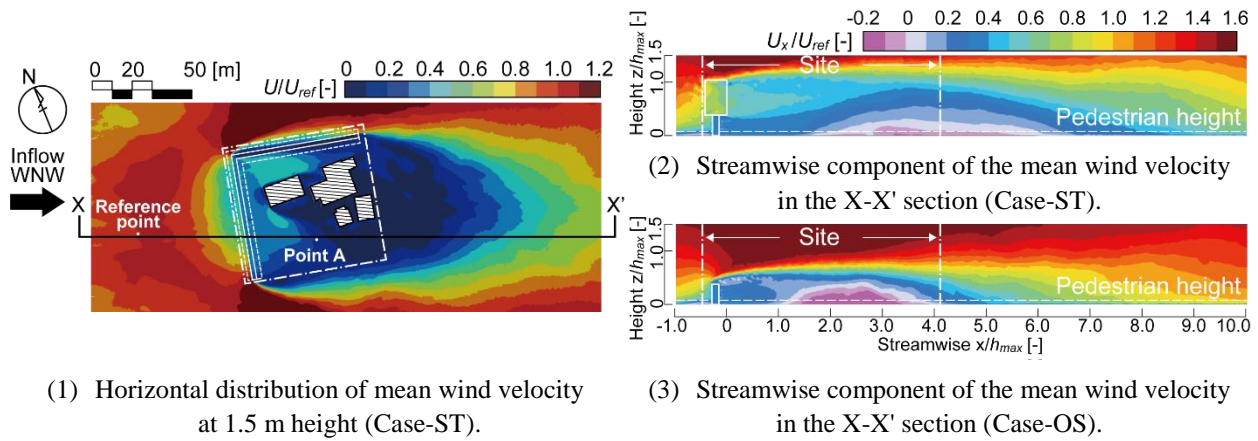 N
0 20 50 [m]
0 0.2 0.4 0.6 0.8 1.0 1.2
U/Uref [-]
Inflow
WNW
X
Reference
point
Point A
X’
(1) Horizontal distribution of mean wind velocity
at 1.5 m height (Case-ST).
-0.2 0 0.2 0.4 0.6 0.8 1.0 1.2 1.4 1.6
Ux/Uref [-]
Height z/hmax [-]
1.5
1.0
0
Site
Pedestrian height
(2) Streamwise component of the mean wind velocity
in the X-X' section (Case-ST).
Height z/hmax [-]
1.5
1.0
0
Site
Pedestrian height
-1.0 0 1.0 2.0 3.0 4.0 5.0 6.0 7.0 8.0 9.0 10.0
Streamwise x/hmax [-]
(3) Streamwise component of the mean wind velocity
in the X-X' section (Case-OS).